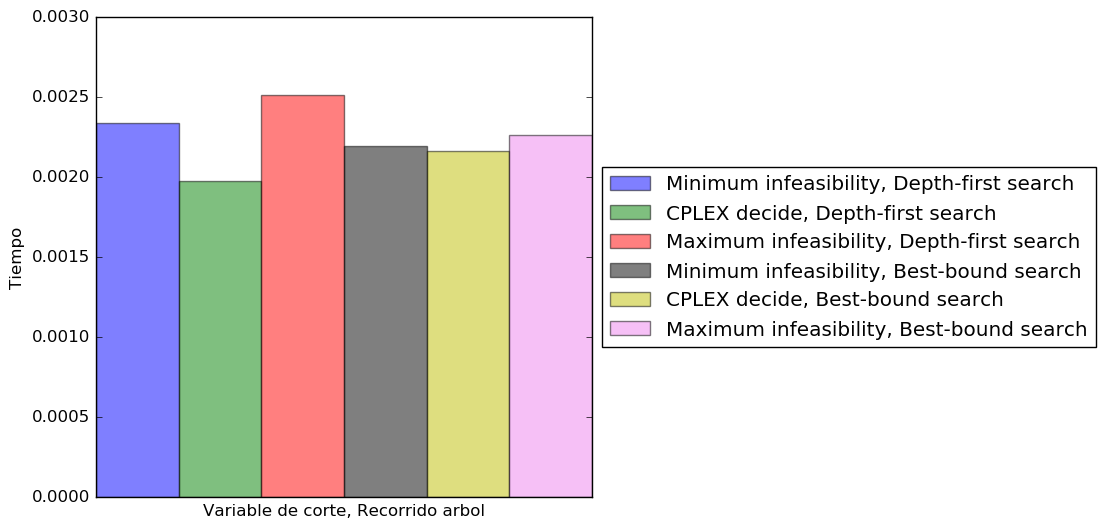 0.0030
0.0025
0.0020
0.0015
0.0010
0.0005
0.0000
Tiempo
Variable de corte, Recorrido arbol
Minimum infeasibility, Depth-first search
CPLEX decide, Depth-first search
Maximum infeasibility, Depth-first search
Minimum infeasibility, Best-bound search
CPLEX decide, Best-bound search
Maximum infeasibility, Best-bound search